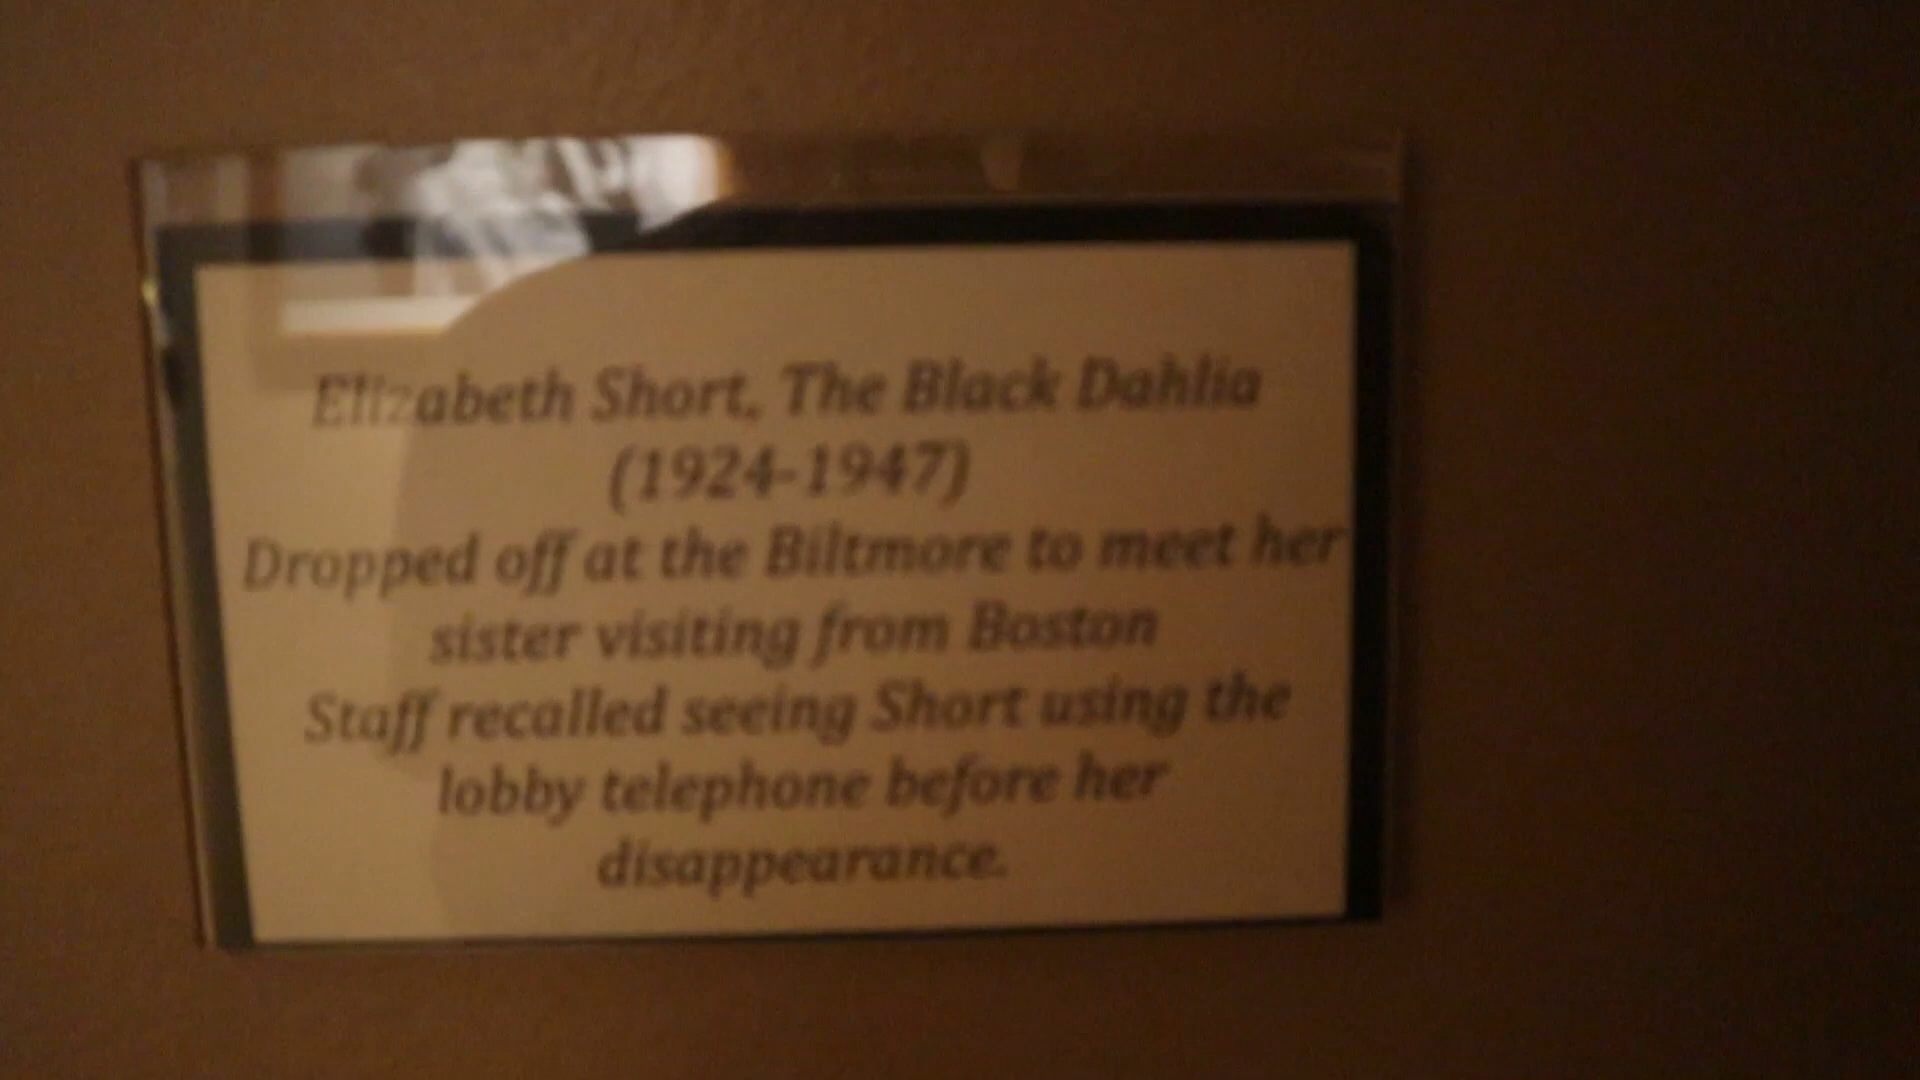 Elizabeth Short, The Black Dahlia
(1924-1947)
Dropped off at the Biltmore to meet her
sister visiting from Boston
Staff recalled seeing Short using the
lobby telephone before her
disappearance.